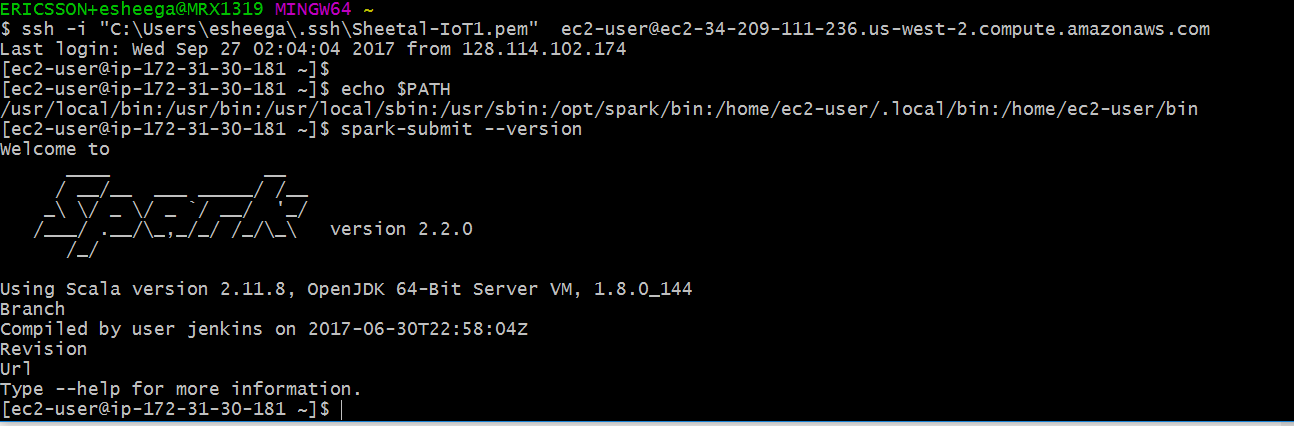 ERICSSON+esheega@MRX1319 MINGW64 ~
$ ssh -i "C:\Users\esheega\.ssh\Sheetal-IoT1.pem"  ec2-user@ec2-34-209-111-236.us-west-2.compute.amazonaws.com
Last login: Wed Sep 27 02:04:04 2017 from 128.114.102.174
[ec2-user@ip-172-31-30-181 ~]$
[ec2-user@ip-172-31-30-181 ~]$ echo $PATH
/usr/local/bin:/usr/bin:/usr/local/sbin:/usr/sbin:/opt/spark/bin:/home/ec2-user/.local/bin:/home/ec2-user/bin
[ec2-user@ip-172-31-30-181 ~]$ spark-submit --version
Welcome to
      ____              __
     / __/__  ___ _____/ /__
    _\ \/ _ \/ _ `/ __/  '_/
   /___/ .__/\_,_/_/ /_/\_\   version 2.2.0
      /_/
Using Scala version 2.11.8, OpenJDK 64-Bit Server VM, 1.8.0_144
Branch
Compiled by user jenkins on 2017-06-30T22:58:04Z
Revision
Url
Type --help for more information.
[ec2-user@ip-172-31-30-181 ~]$